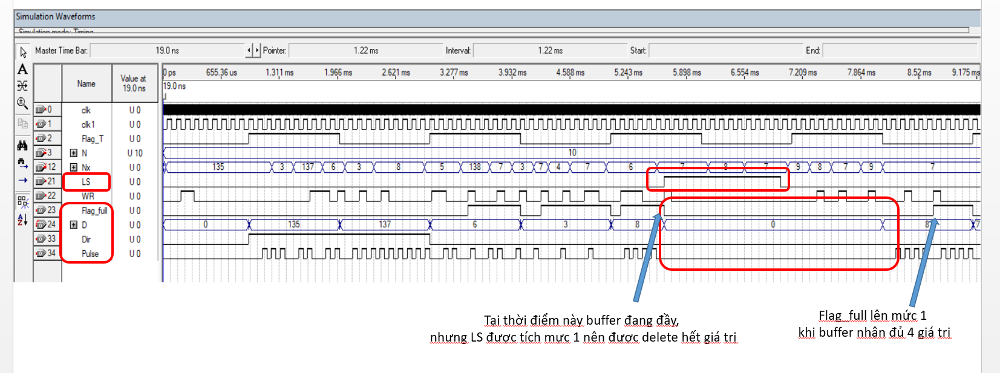 Simulation Waveforms
Simulation mode: Timing
Master Time Bar: 19.0 ns Pointer: 1.22 ms Interval: 1.22 ms Start: End:
Name Value at 19.0 ns
0 ps 655.36 us 1.311 ms 1.966 ms 2.621 ms 3.277 ms 3.932 ms 4.588 ms 5.243 ms 5.898 ms 6.554 ms 7.209 ms 7.864 ms 8.52 ms 9.175 ms
19.0 ns
0 clk U 0
1 clk1 U 0
2 Flag_T U 0
3 N U 10 10
12 Nx U 0 135 3 137 6 3 8 5 138 7 3 7 4 7 6 7 8 7 9 8 7 9 7
21 LS U 0
22 WR U 0
23 Flag_full U 0
24 D U 0 0 135 137 6 3 8 0 7
33 Dir U 0
34 Pulse U 0
Tại thời điểm này buffer đang đầy,
nhưng LS được tích mực 1 nên được delete hết giá trị
Flag_full lên mức 1
khi buffer nhân đủ 4 giá tri